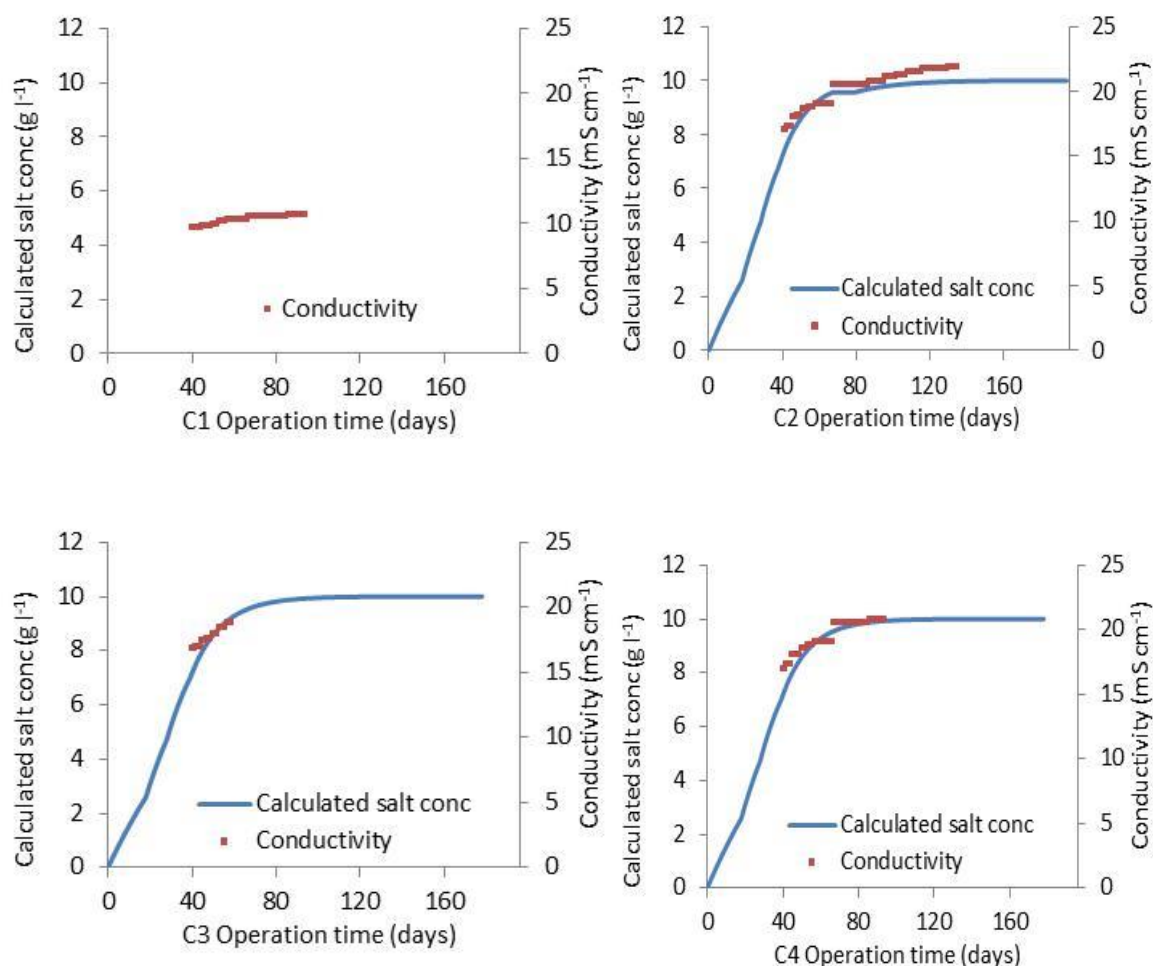 Calculated salt conc (g l⁻¹)
12
10
8
6
4
2
0
25
20
15
10
5
0
Conductivity (mS cm⁻¹)
Conductivity
0 40 80 120 160
C1 Operation time (days)
Calculated salt conc (g l⁻¹)
12
10
8
6
4
2
0
25
20
15
10
5
0
Conductivity (mS cm⁻¹)
Calculated salt conc
Conductivity
0 40 80 120 160
C2 Operation time (days)
Calculated salt conc (g l⁻¹)
12
10
8
6
4
2
0
25
20
15
10
5
0
Conductivity (mS cm⁻¹)
Calculated salt conc
Conductivity
0 40 80 120 160
C3 Operation time (days)
Calculated salt conc (g l⁻¹)
12
10
8
6
4
2
0
25
20
15
10
5
0
Conductivity (mS cm⁻¹)
Calculated salt conc
Conductivity
0 40 80 120 160
C4 Operation time (days)